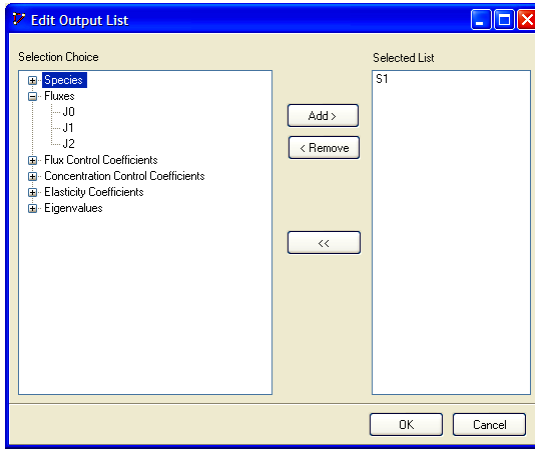 Edit Output List
Selection Choice
Selected List
Species
Fluxes
J0
J1
J2
Flux Control Coefficients
Concentration Control Coefficients
Elasticity Coefficients
Eigenvalues
Add >
< Remove
<<
S1
OK
Cancel